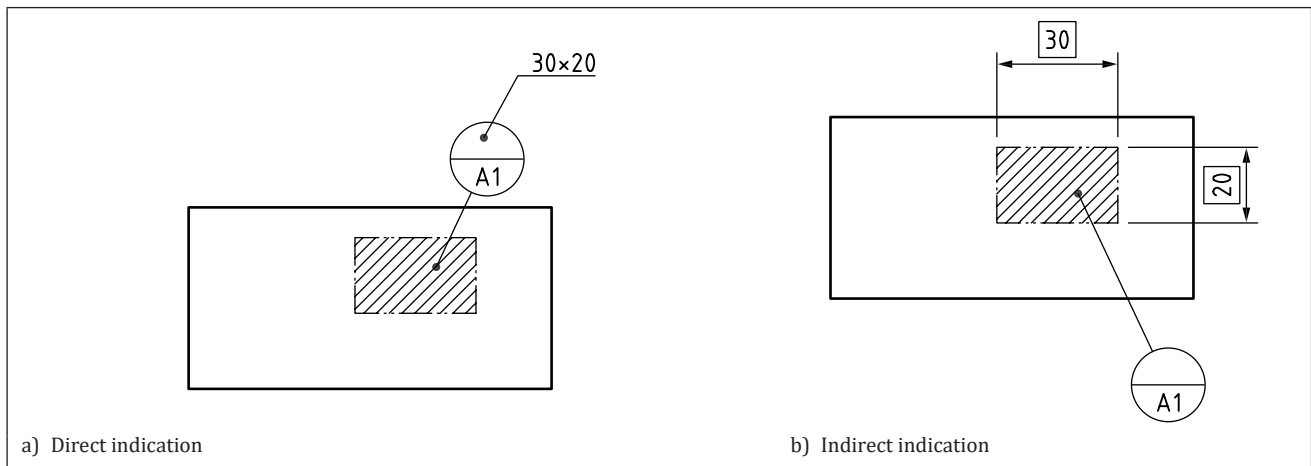 30×20
A1
a) Direct indication
30
20
A1
b) Indirect indication